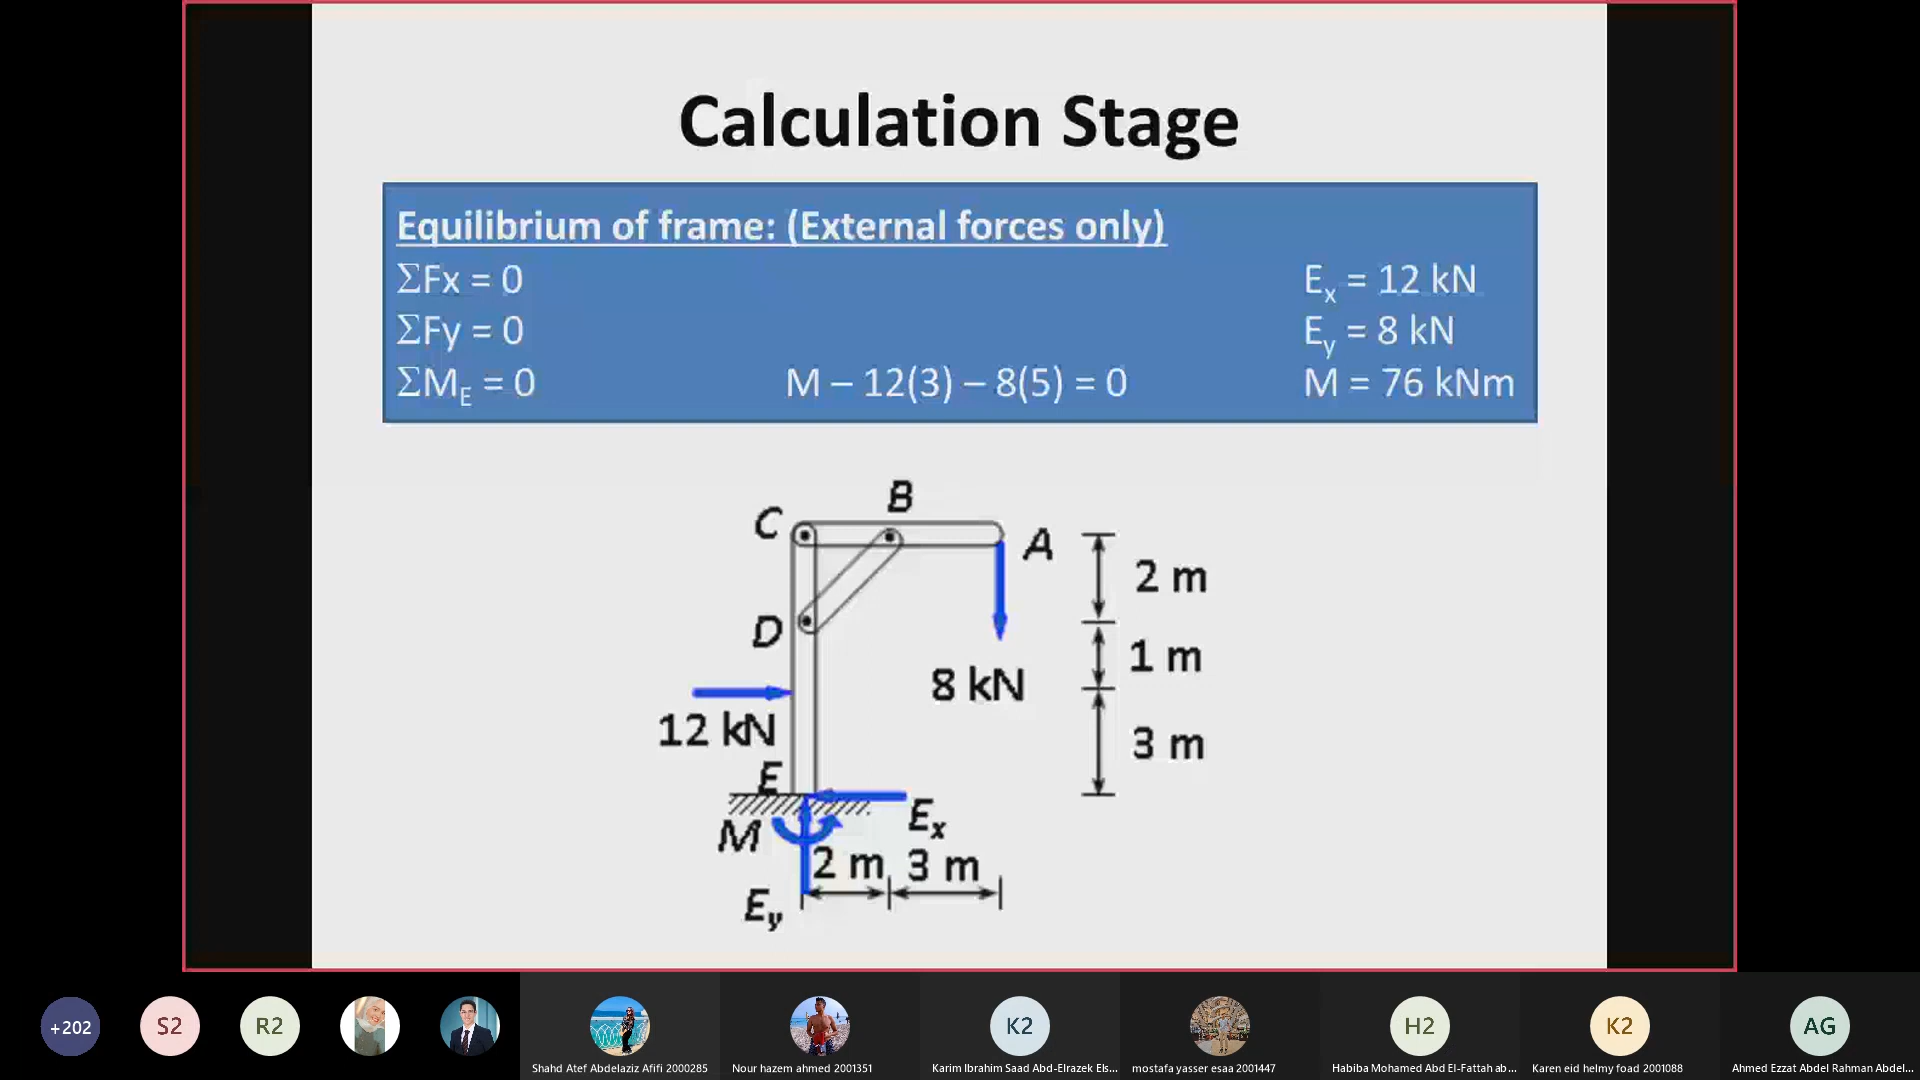 Calculation Stage
Equilibrium of frame: (External forces only)
ΣFx = 0 Eₓ = 12 kN
ΣFy = 0 Eᵧ = 8 kN
ΣM_E = 0 M – 12(3) – 8(5) = 0 M = 76 kNm
B
C
A
2 m
D
1 m
8 kN
12 kN
3 m
E
Eₓ
M
2 m 3 m
Eᵧ
+202
S2
R2
K2
H2
K2
AG
Shahd Atef Abdelaziz Afifi 2000285
Nour hazem ahmed 2001351
Karim Ibrahim Saad Abd-Elrazek Els...
mostafa yasser esaa 2001447
Habiba Mohamed Abd El-Fattah ab...
Karen eid helmy foad 2001088
Ahmed Ezzat Abdel Rahman Abdel...